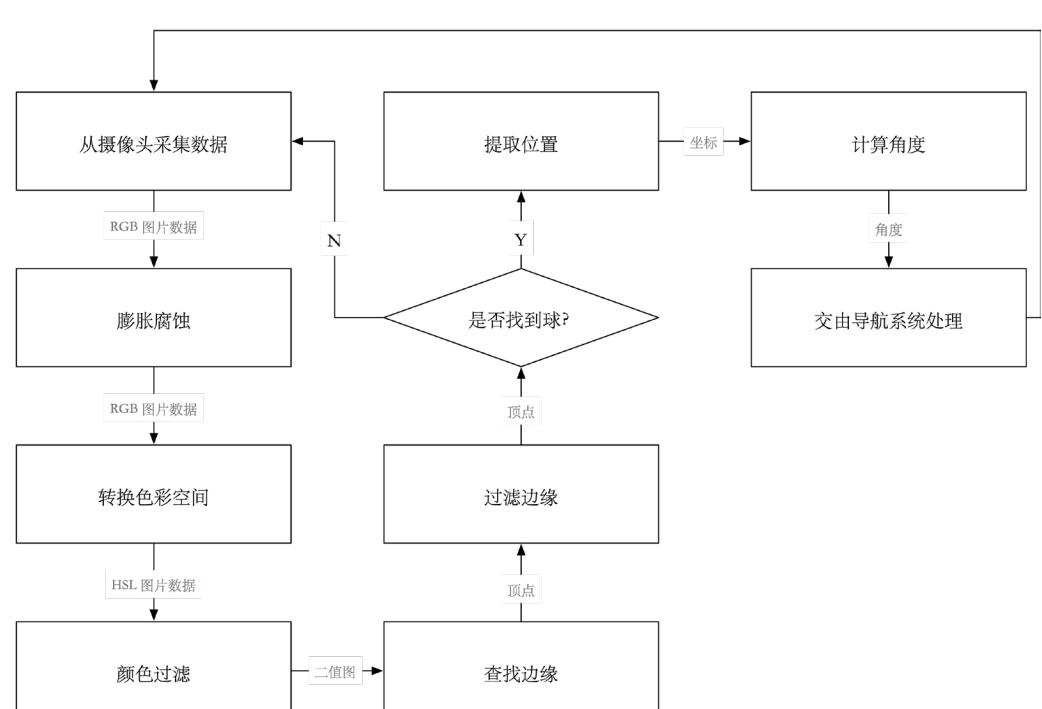 从摄像头采集数据
RGB 图片数据
膨胀腐蚀
RGB 图片数据
转换色彩空间
HSL 图片数据
颜色过滤
二值图
查找边缘
顶点
过滤边缘
顶点
是否找到球?
N
Y
提取位置
坐标
计算角度
角度
交由导航系统处理